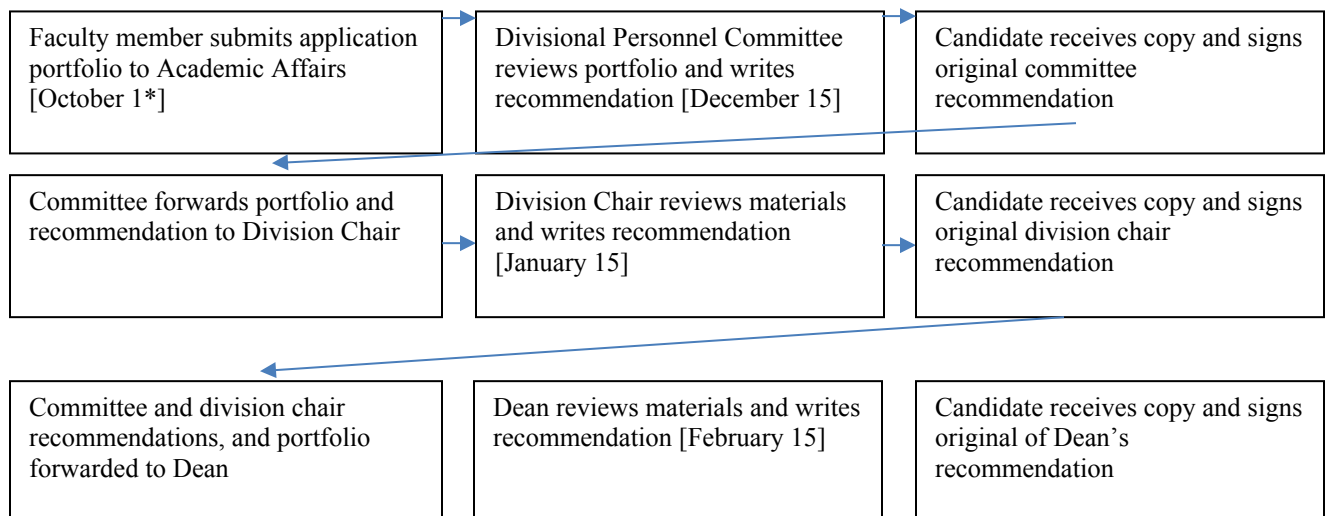 Faculty member submits application
portfolio to Academic Affairs
[October 1*]
Divisional Personnel Committee
reviews portfolio and writes
recommendation [December 15]
Candidate receives copy and signs
original committee
recommendation
Committee forwards portfolio and
recommendation to Division Chair
Division Chair reviews materials
and writes recommendation
[January 15]
Candidate receives copy and signs
original division chair
recommendation
Committee and division chair
recommendations, and portfolio
forwarded to Dean
Dean reviews materials and writes
recommendation [February 15]
Candidate receives copy and signs
original of Dean’s
recommendation